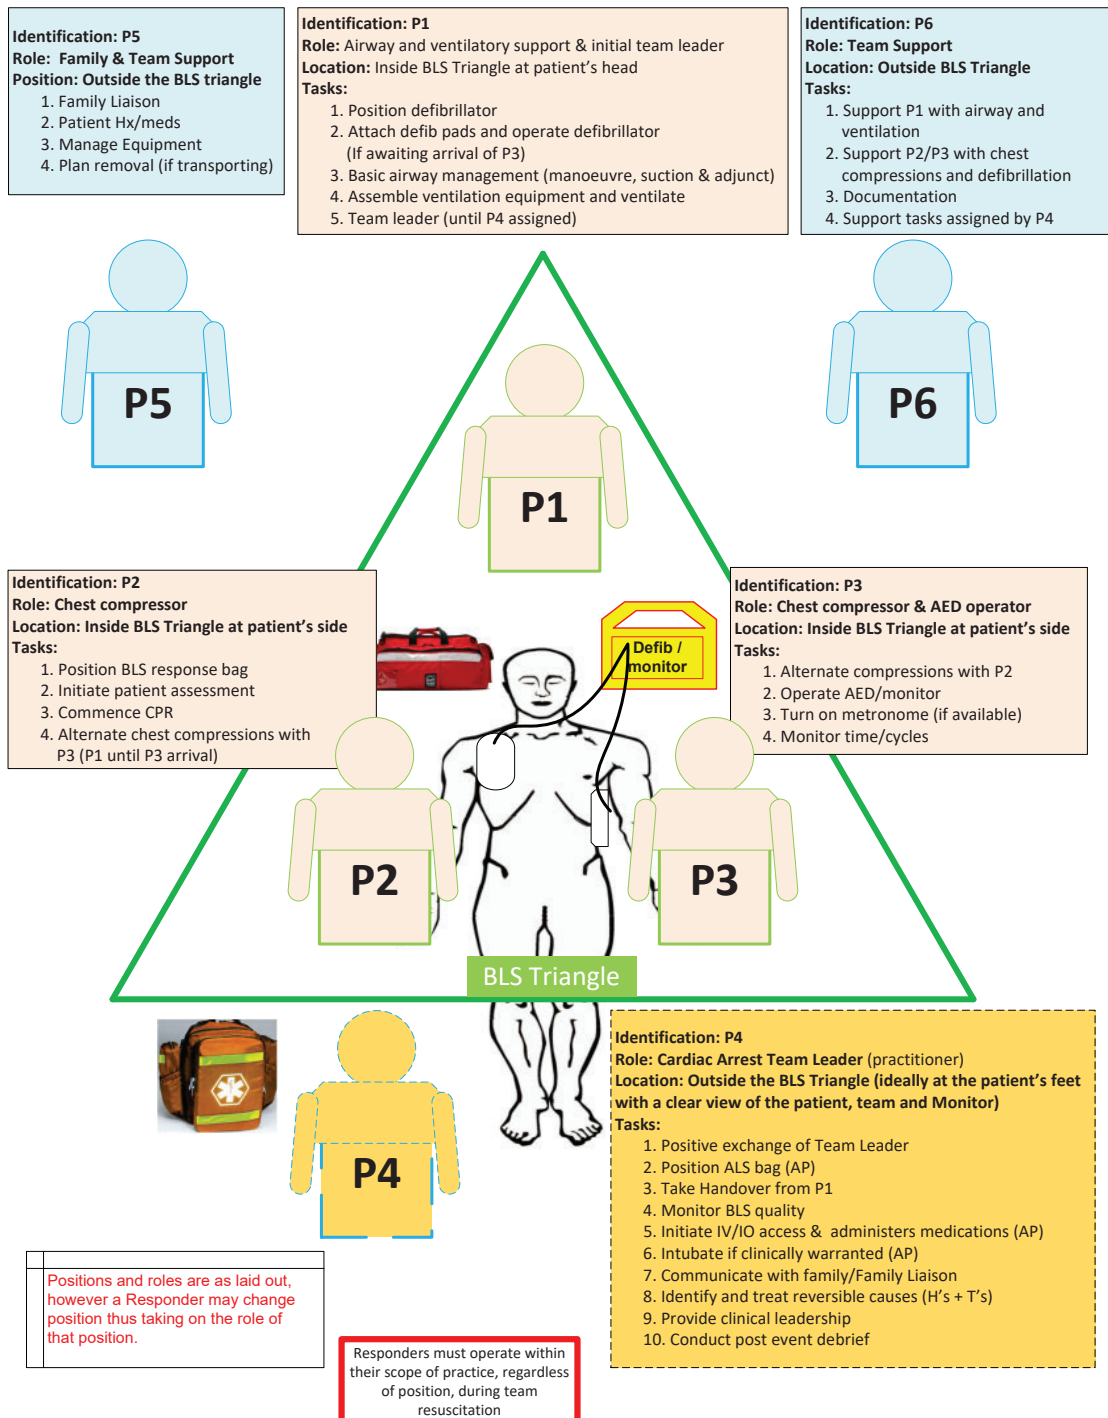 Identification: P5
Role: Family & Team Support
Position: Outside the BLS triangle
1. Family Liaison
2. Patient Hx/meds
3. Manage Equipment
4. Plan removal (if transporting)
Identification: P1
Role: Airway and ventilatory support & initial team leader
Location: Inside BLS Triangle at patient's head
Tasks:
1. Position defibrillator
2. Attach defib pads and operate defibrillator
(If awaiting arrival of P3)
3. Basic airway management (manoeuvre, suction & adjunct)
4. Assemble ventilation equipment and ventilate
5. Team leader (until P4 assigned)
Identification: P6
Role: Team Support
Location: Outside BLS Triangle
Tasks:
1. Support P1 with airway and
ventilation
2. Support P2/P3 with chest
compressions and defibrillation
3. Documentation
4. Support tasks assigned by P4
P5
P6
P1
Identification: P2
Role: Chest compressor
Location: Inside BLS Triangle at patient's side
Tasks:
1. Position BLS response bag
2. Initiate patient assessment
3. Commence CPR
4. Alternate chest compressions with
P3 (P1 until P3 arrival)
Defib /
monitor
Identification: P3
Role: Chest compressor & AED operator
Location: Inside BLS Triangle at patient's side
Tasks:
1. Alternate compressions with P2
2. Operate AED/monitor
3. Turn on metronome (if available)
4. Monitor time/cycles
P2
P3
BLS Triangle
P4
Identification: P4
Role: Cardiac Arrest Team Leader (practitioner)
Location: Outside the BLS Triangle (ideally at the patient's feet
with a clear view of the patient, team and Monitor)
Tasks:
1. Positive exchange of Team Leader
2. Position ALS bag (AP)
3. Take Handover from P1
4. Monitor BLS quality
5. Initiate IV/IO access & administers medications (AP)
6. Intubate if clinically warranted (AP)
7. Communicate with family/Family Liaison
8. Identify and treat reversible causes (H's + T's)
9. Provide clinical leadership
10. Conduct post event debrief
Positions and roles are as laid out,
however a Responder may change
position thus taking on the role of
that position.
Responders must operate within
their scope of practice, regardless
of position, during team
resuscitation